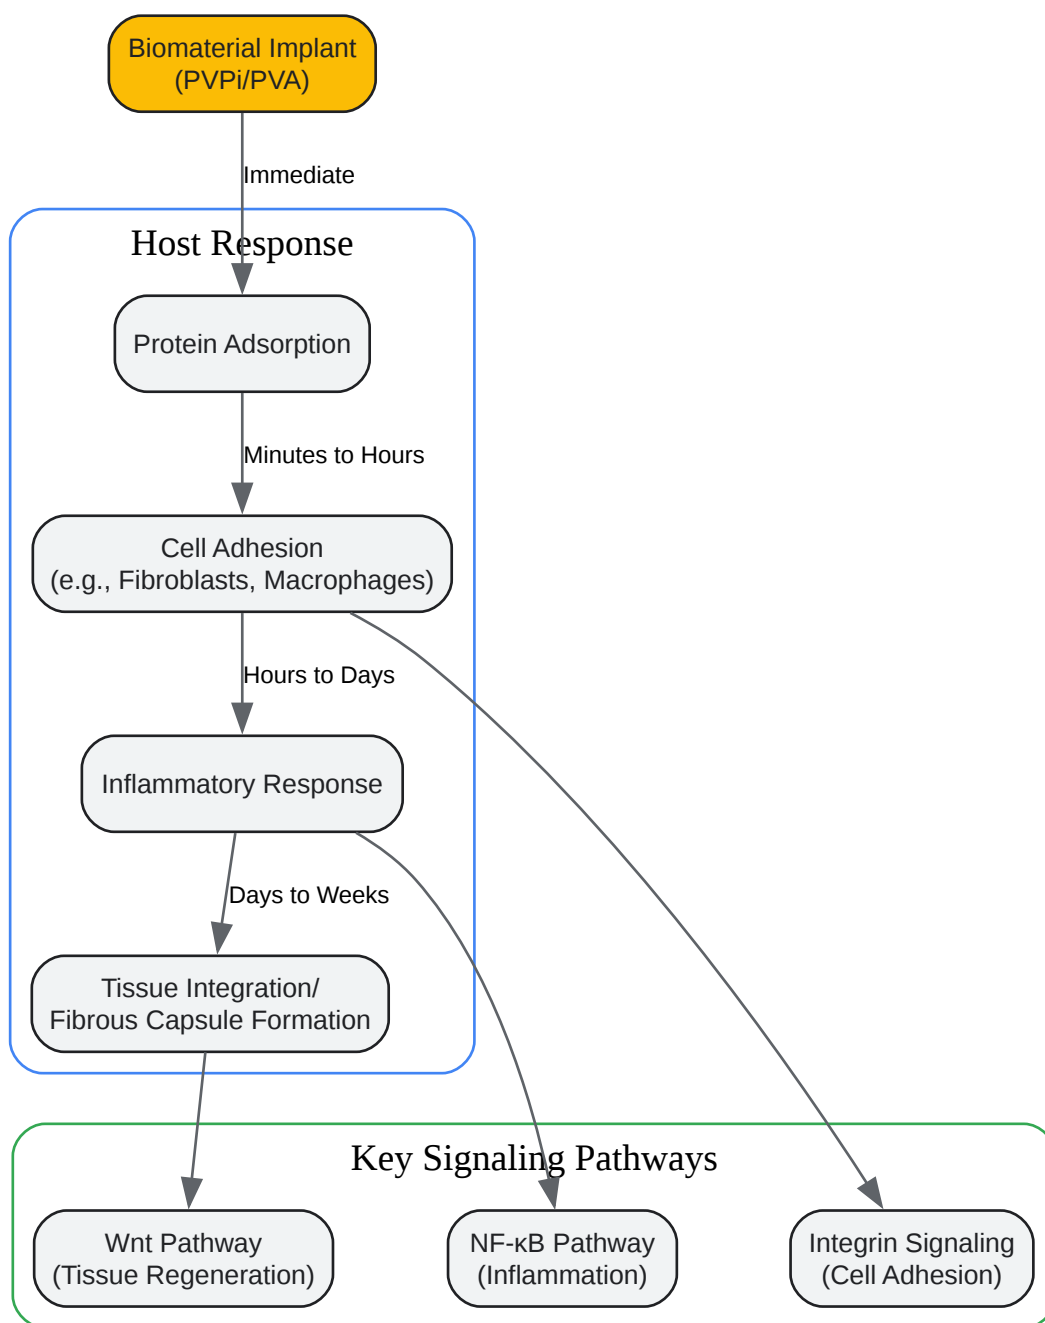 Biomaterial Implant
(PVPi/PVA)
Immediate
Host Response
Protein Adsorption
Minutes to Hours
Cell Adhesion
(e.g., Fibroblasts, Macrophages)
Hours to Days
Inflammatory Response
Days to Weeks
Tissue Integration/
Fibrous Capsule Formation
Key Signaling Pathways
Wnt Pathway
(Tissue Regeneration)
NF-κB Pathway
(Inflammation)
Integrin Signaling
(Cell Adhesion)